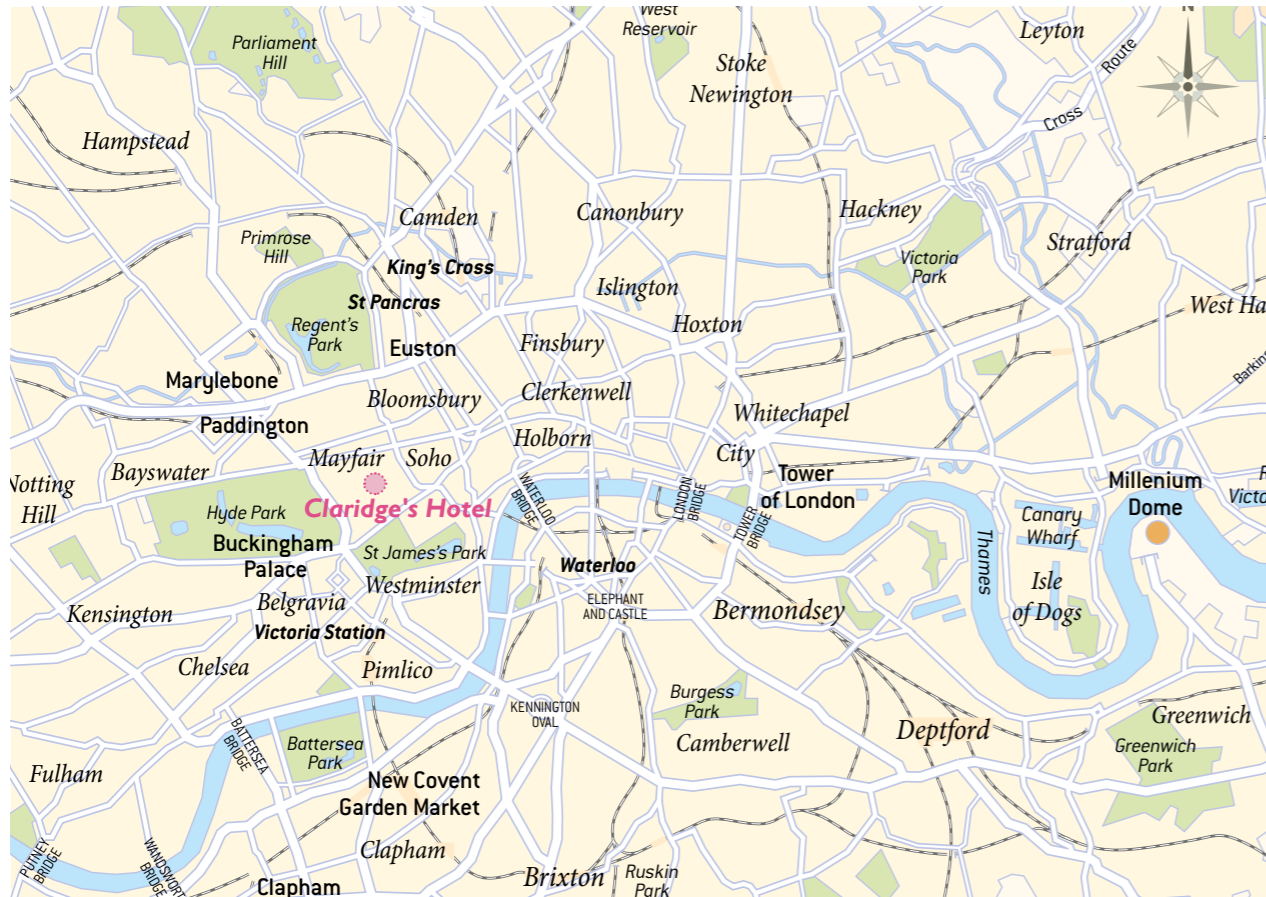 West
Reservoir
Leyton
N
Parliament
Hill
Route
Stoke
Newington
Cross
Hampstead
Camden
Canonbury
Hackney
Primrose
Hill
Stratford
King's Cross
Victoria
Park
Islington
St Pancras
West Ha
Regent's
Park
Hoxton
Euston
Finsbury
Marylebone
Barkin
Bloomsbury
Clerkenwell
Paddington
Whitechapel
Holborn
City
Mayfair
Soho
Bayswater
Tower
of London
Notting
Hill
Millenium
Dome
Victo
WATERLOO
BRIDGE
LONDON
BRIDGE
TOWER
BRIDGE
Claridge's Hotel
Hyde Park
Canary
Wharf
Thames
Buckingham
Palace
St James's Park
Waterloo
Westminster
Isle
of Dogs
Kensington
Belgravia
ELEPHANT
AND CASTLE
Bermondsey
Victoria Station
Chelsea
Pimlico
Burgess
Park
KENNINGTON
OVAL
Greenwich
Deptford
BATTERSEA
BRIDGE
Battersea
Park
Camberwell
Greenwich
Park
Fulham
New Covent
Garden Market
Clapham
PUTNEY
BRIDGE
WANDSWORT
BRIDGE
Brixton
Ruskin
Park
Clapham